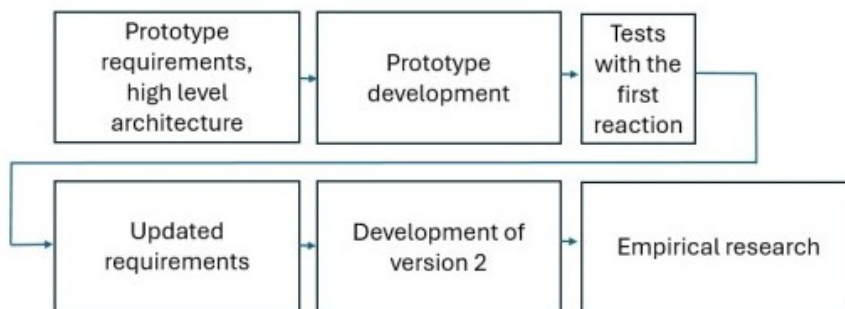 Prototype
requirements,
high level
architecture
Prototype
development
Tests
with the
first
reaction
Updated
requirements
Development of
version 2
Empirical research